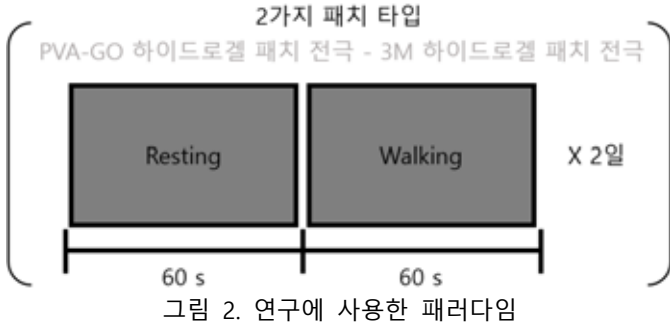 2가지 패치 타입
PVA-GO 하이드로겔 패치 전극 - 3M 하이드로겔 패치 전극
Resting
Walking
X 2일
60 s
60 s
그림 2. 연구에 사용한 패러다임